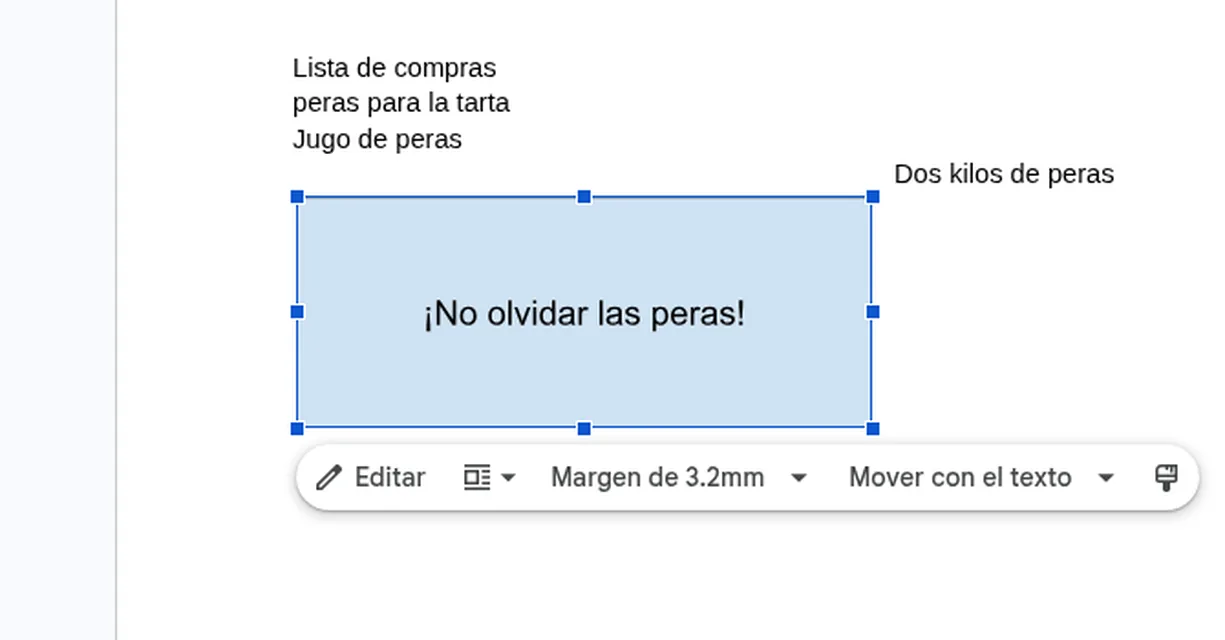 Lista de compras
peras para la tarta
Jugo de peras
Dos kilos de peras
¡No olvidar las peras!
Editar
Margen de 3.2mm
Mover con el texto